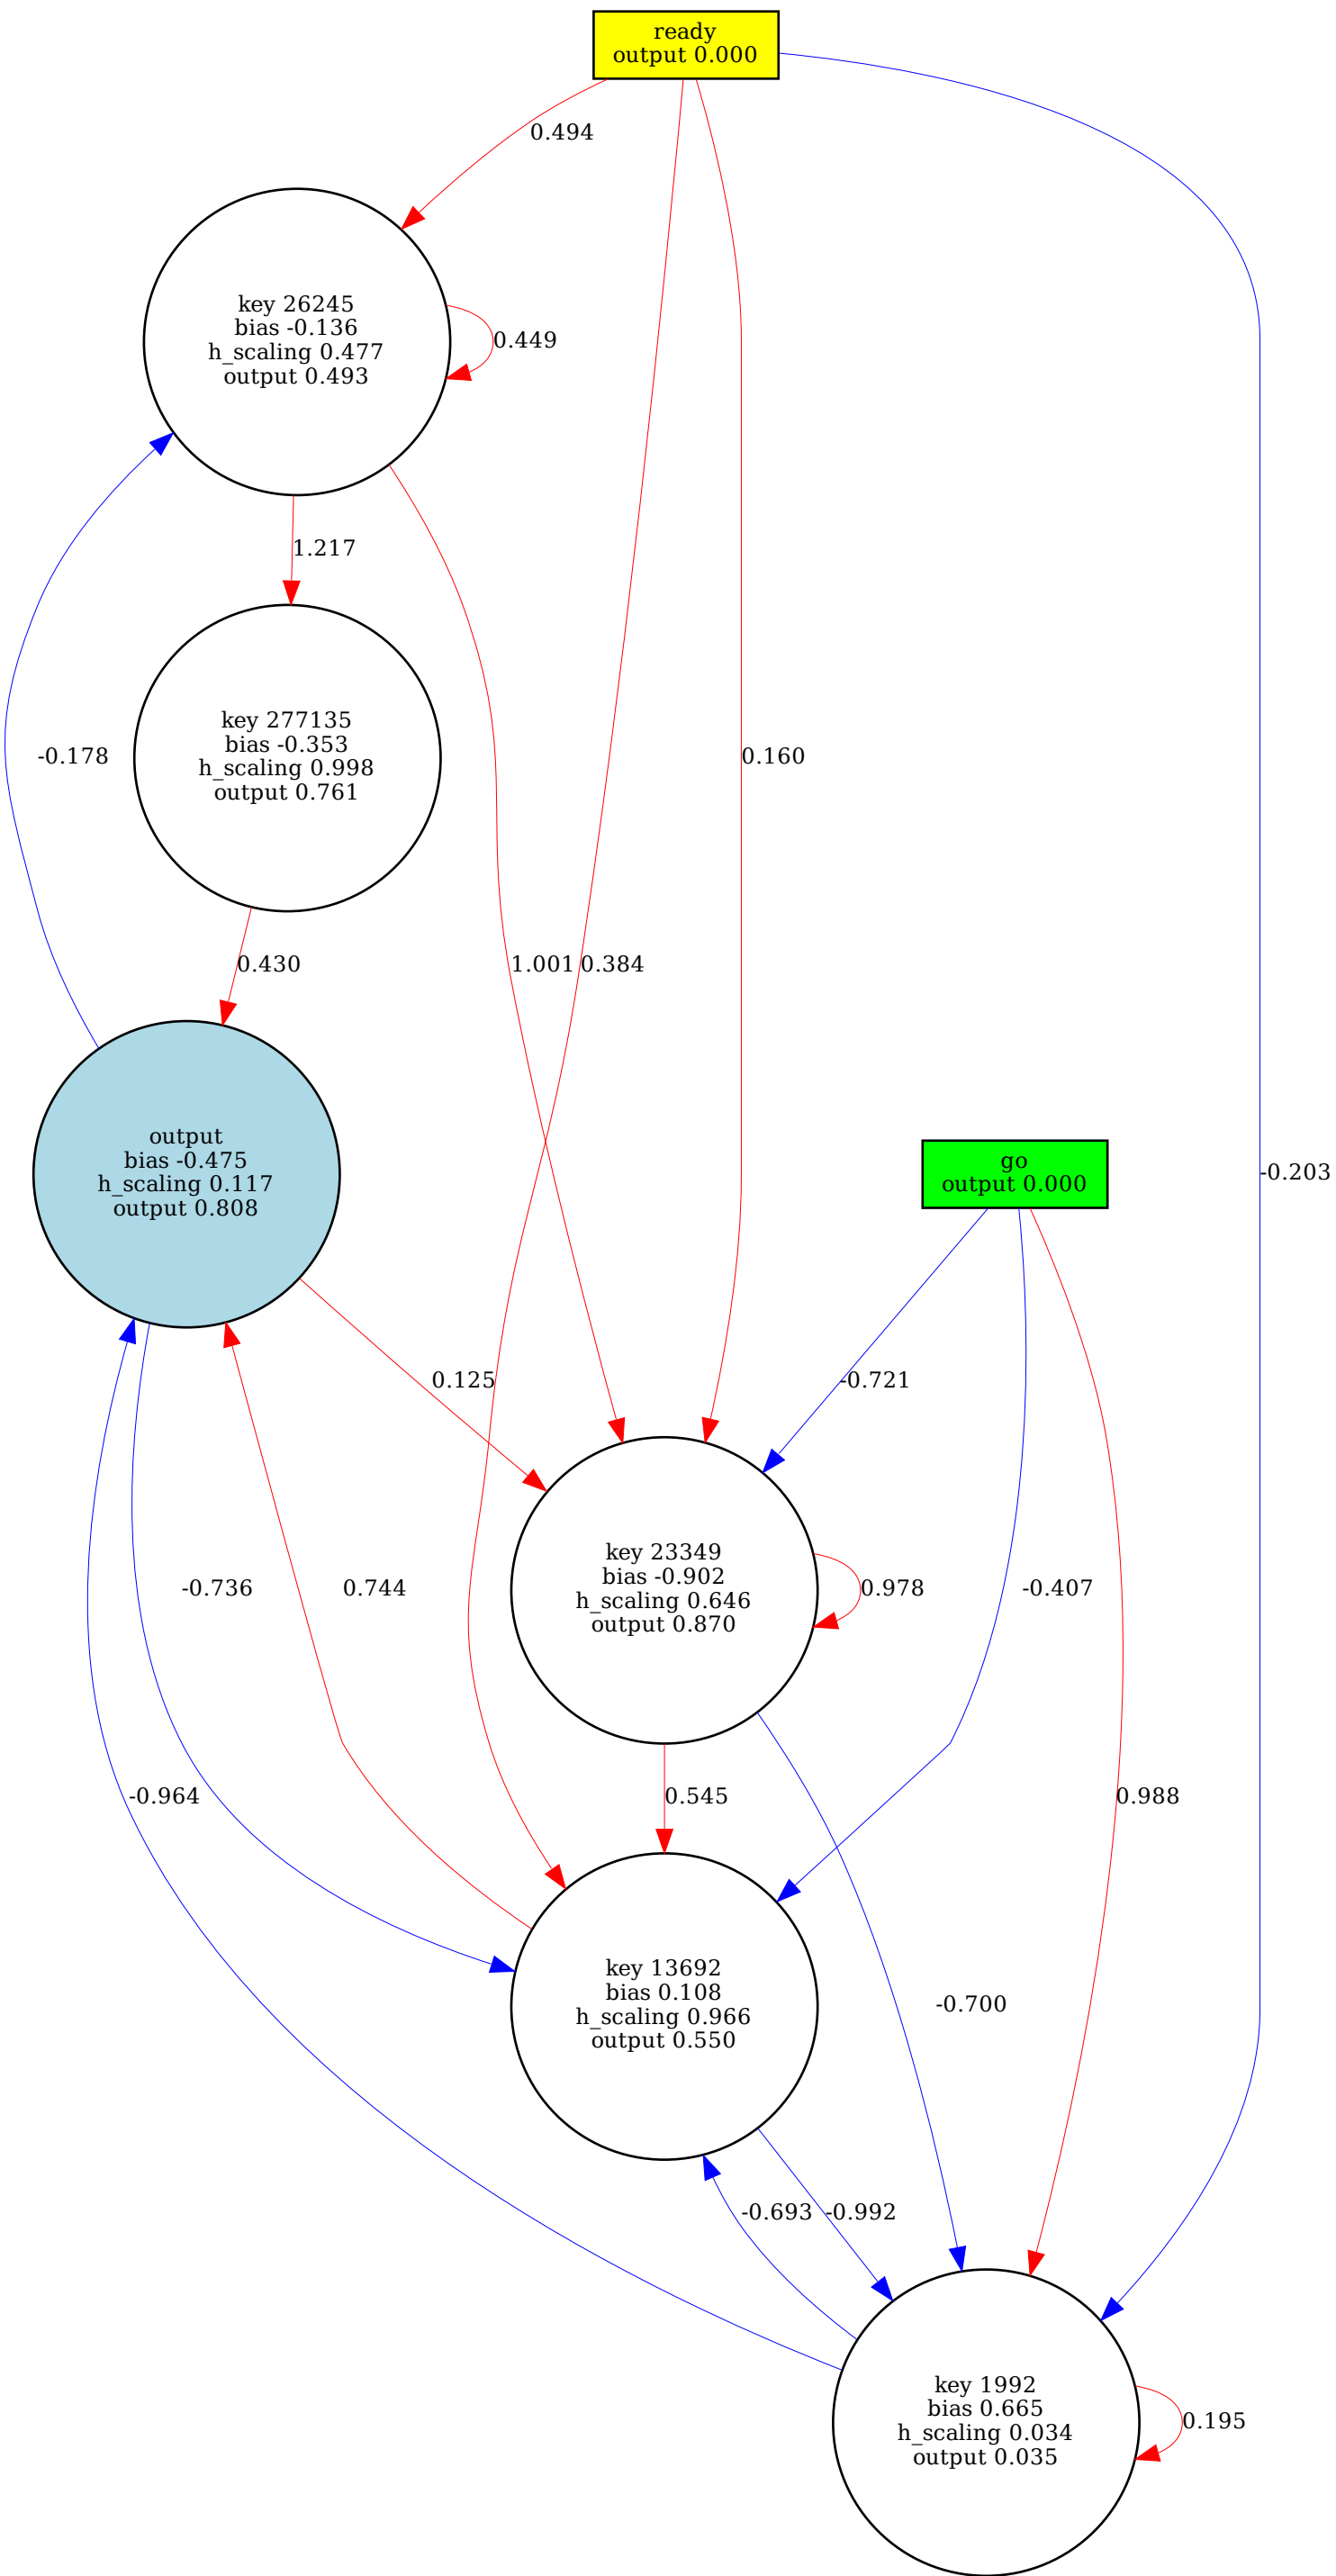 ready
output 0.000
0.494
key 26245
bias -0.136
h_scaling 0.477
output 0.493
0.449
1.217
key 277135
bias -0.353
h_scaling 0.998
output 0.761
-0.178
0.160
0.430
1.001
0.384
output
bias -0.475
h_scaling 0.117
output 0.808
go
output 0.000
-0.203
0.125
-0.721
key 23349
bias -0.902
h_scaling 0.646
output 0.870
-0.736
0.744
0.978
-0.407
-0.964
0.545
0.988
key 13692
bias 0.108
h_scaling 0.966
output 0.550
-0.700
-0.693
-0.992
key 1992
bias 0.665
h_scaling 0.034
output 0.035
0.195